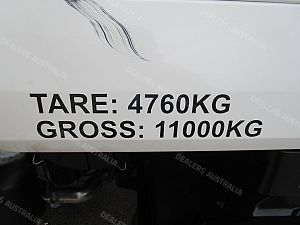 TARE: 4760KG
GROSS: 11000KG
DEALERS AUSTRALIA